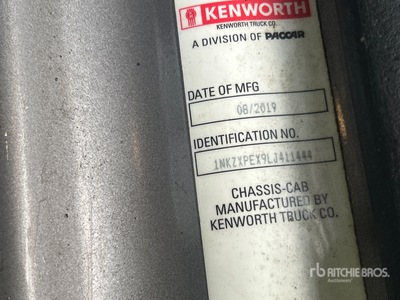 KENWORTH
KENWORTH TRUCK CO.
A DIVISION OF PACCAR
DATE OF MFG
08/2019
IDENTIFICATION NO.
1NKZXPEX9LJ411444
CHASSIS-CAB
MANUFACTURED BY
KENWORTH TRUCK CO.
rb RITCHIE BROS.
Auctioneers